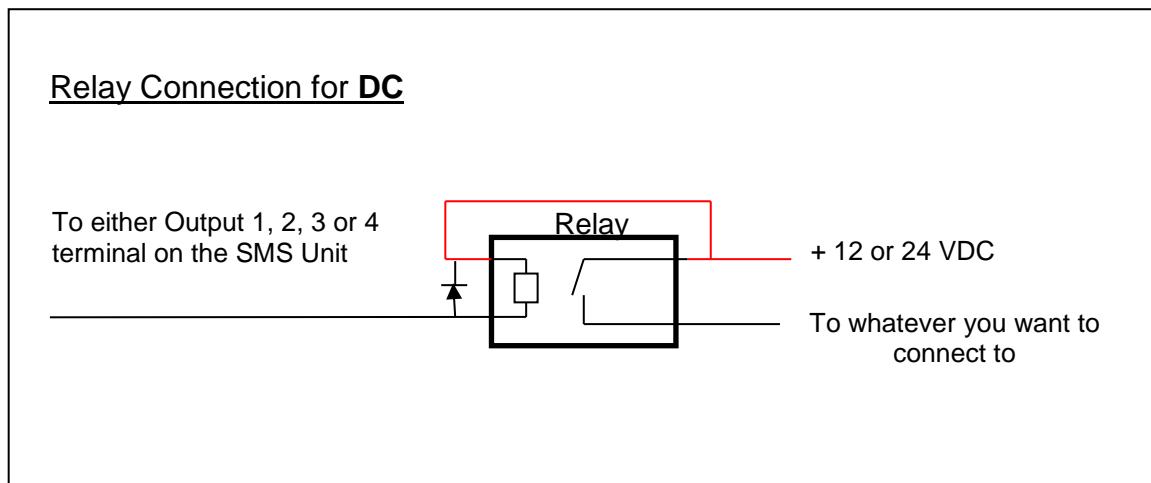 Relay Connection for DC
To either Output 1, 2, 3 or 4
terminal on the SMS Unit
Relay
+ 12 or 24 VDC
To whatever you want to
connect to